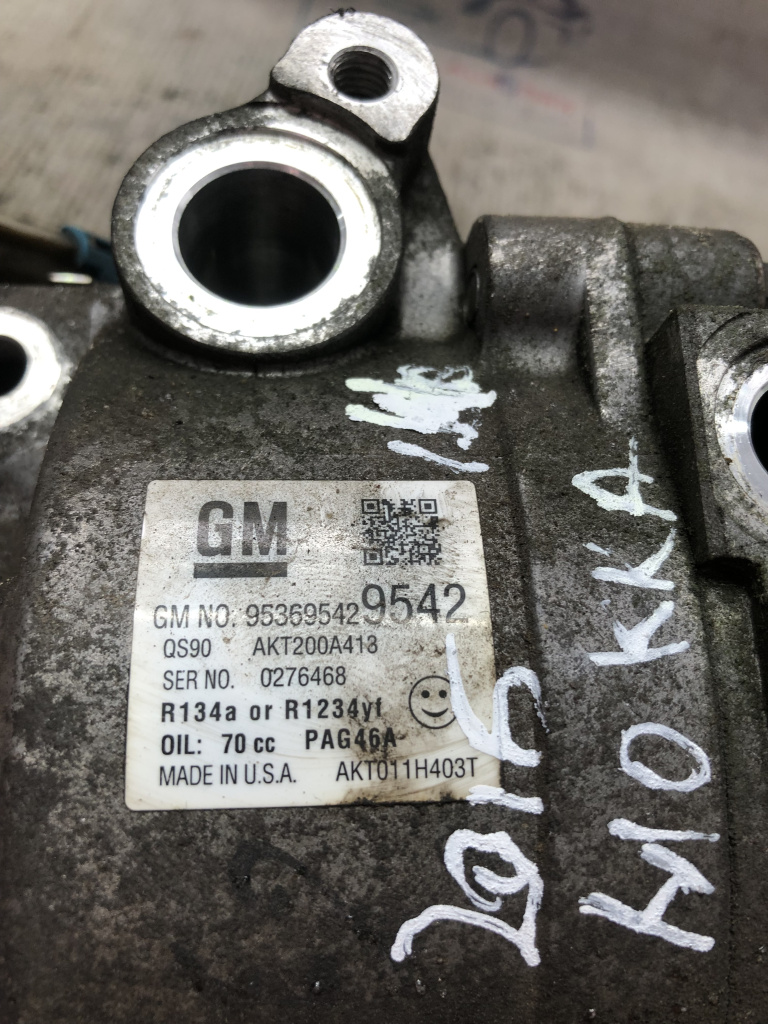 GM
GM NO. 95369542 9542
QS90 AKT200A413
SER NO. 0276468
R134a or R1234yf
OIL: 70 cc PAG46A
MADE IN U.S.A. AKT011H403T
2015
MOKKA